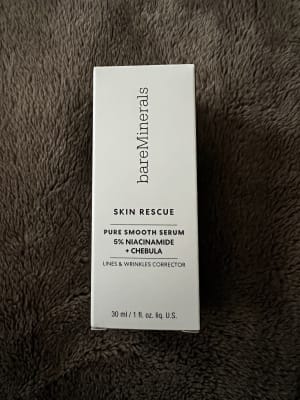 bareMinerals
SKIN RESCUE
PURE SMOOTH SERUM
5% NIACINAMIDE
+ CHEBULA
LINES & WRINKLES CORRECTOR
30 ml / 1 fl. oz. liq. U.S.